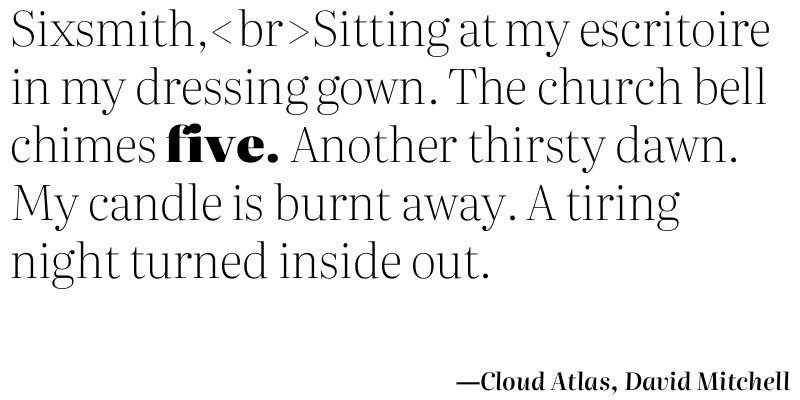 Sixsmith,<br>Sitting at my escritoire
in my dressing gown. The church bell
chimes five. Another thirsty dawn.
My candle is burnt away. A tiring
night turned inside out.
—Cloud Atlas, David Mitchell